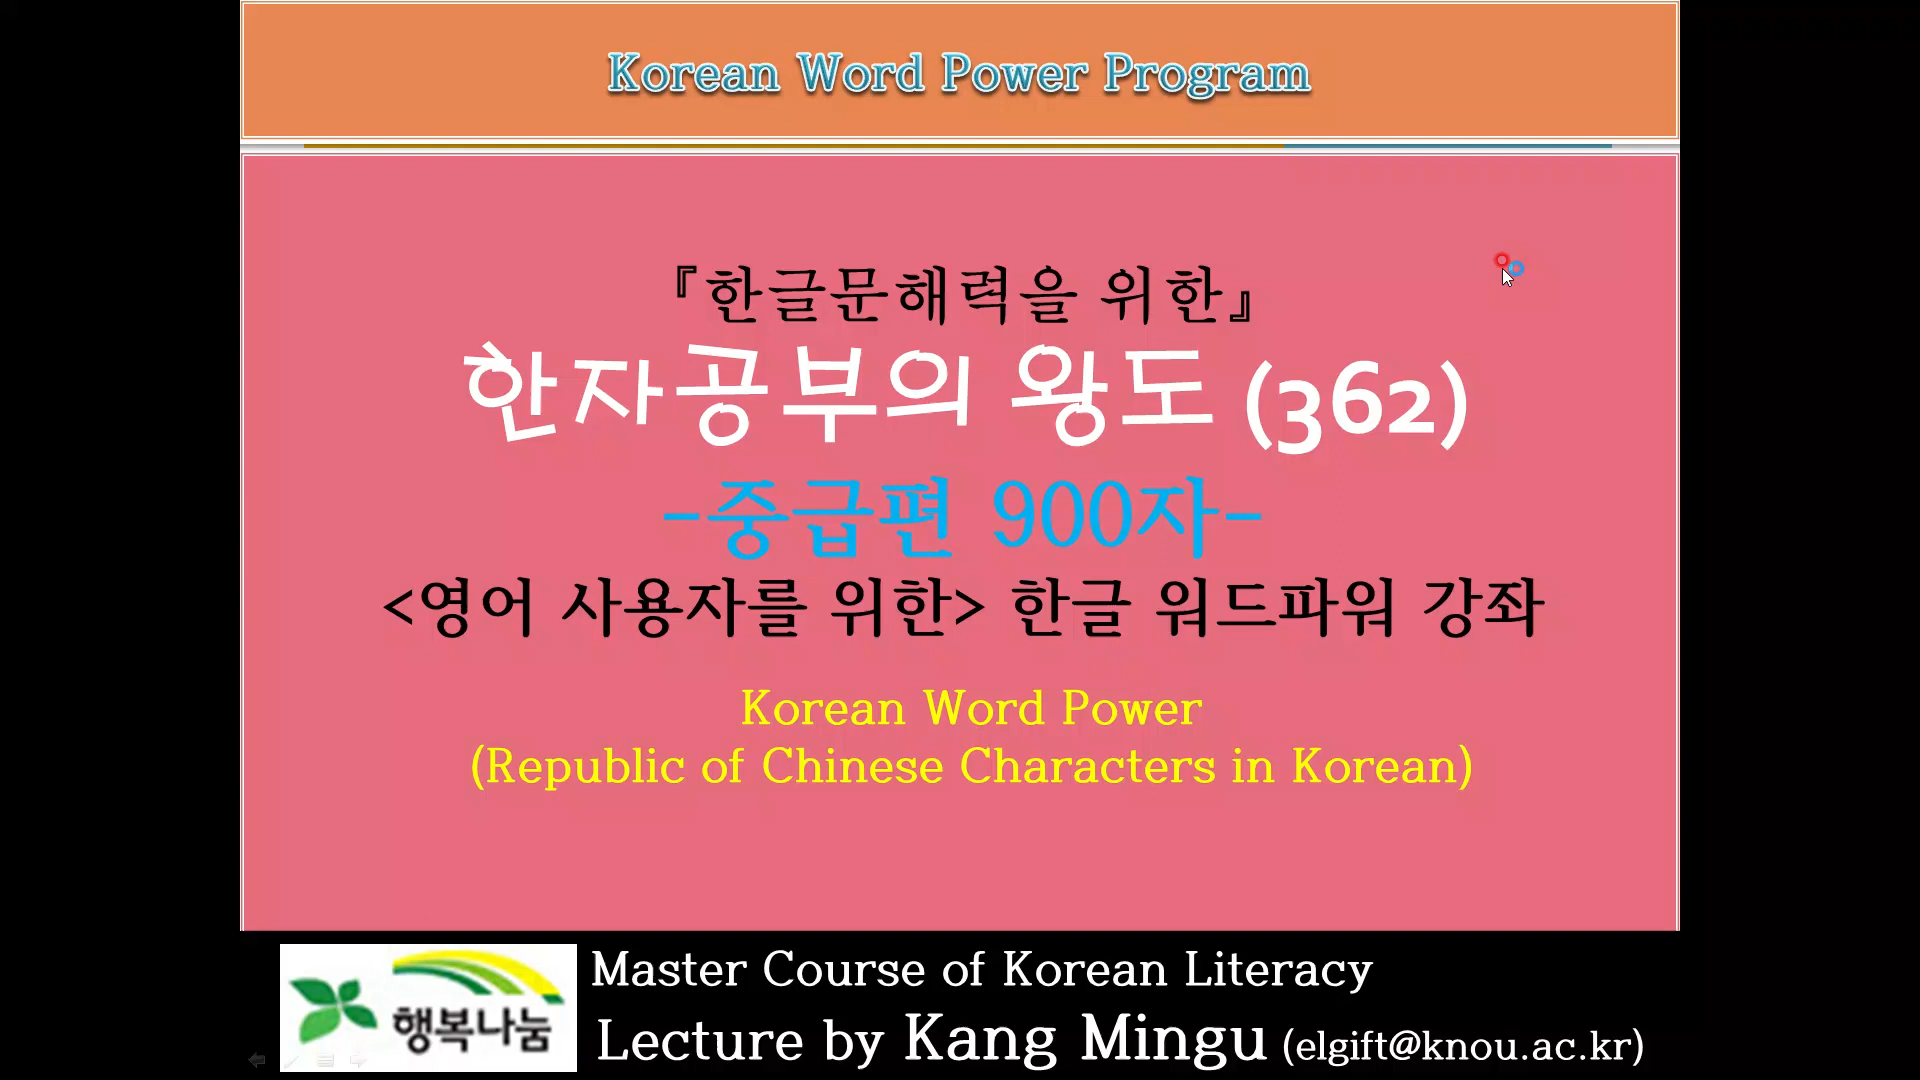 Korean Word Power Program
『한글문해력을 위한』
한자공부의 왕도 (362)
-중급편 900자-
<영어 사용자를 위한> 한글 워드파워 강좌
Korean Word Power
(Republic of Chinese Characters in Korean)
행복나눔
Master Course of Korean Literacy
Lecture by Kang Mingu (elgift@knou.ac.kr)